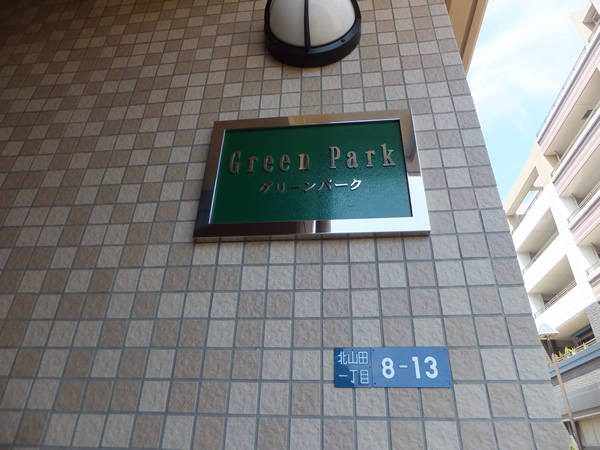 Green Park
グリーンパーク
北山田
一丁目
8-13